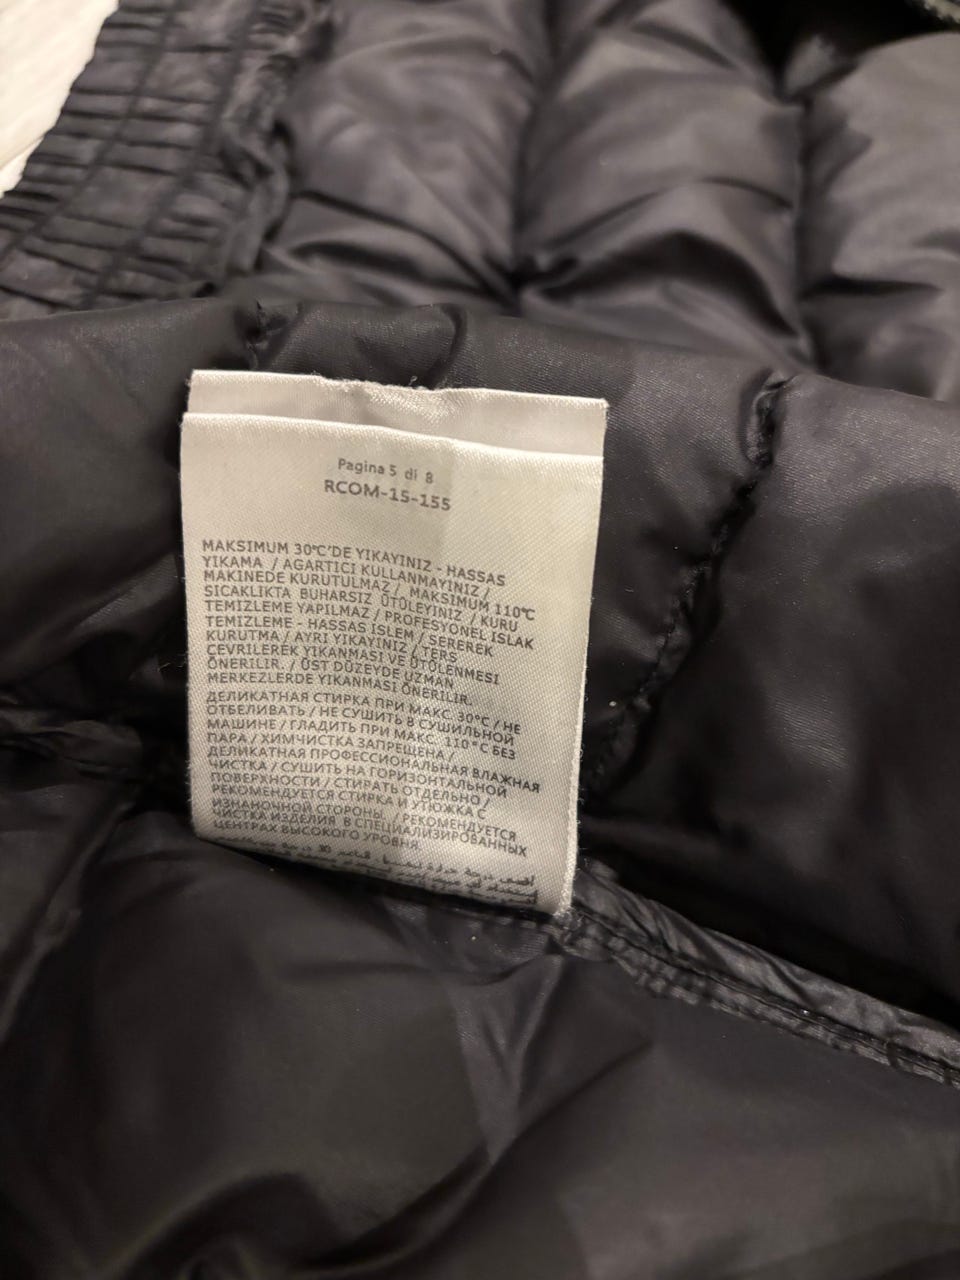 Pagina 5 di 8
RCOM-15-155
MAKSIMUM 30°C'DE YIKAYINIZ - HASSAS
YIKAMA / AGARTICI KULLANMAYINIZ /
MAKINEDE KURUTULMAZ / MAKSIMUM 110°C
SICAKLIKTA BUHARSIZ ÜTÜLEYINIZ / KURU
TEMIZLEME YAPILMAZ / PROFESYONEL ISLAK
TEMIZLEME - HASSAS ISLEM / SEREREK
KURUTMA / AYRI YIKAYINIZ / TERS
ÇEVRILEREK YIKANMASI VE ÜTÜLENMESI
ÖNERILIR. / ÜST DÜZEYDE UZMAN
MERKEZLERDE YIKANMASI ÖNERILIR.
ДЕЛИКАТНАЯ СТИРКА ПРИ МАКС. 30°C / НЕ
ОТБЕЛИВАТЬ / НЕ СУШИТЬ В СУШИЛЬНОЙ
МАШИНЕ / ГЛАДИТЬ ПРИ МАКС. 110°C БЕЗ
ПАРА / ХИМЧИСТКА ЗАПРЕЩЕНА /
ДЕЛИКАТНАЯ ПРОФЕССИОНАЛЬНАЯ ВЛАЖНАЯ
ЧИСТКА / СУШИТЬ НА ГОРИЗОНТАЛЬНОЙ
ПОВЕРХНОСТИ / СТИРАТЬ ОТДЕЛЬНО /
РЕКОМЕНДУЕТСЯ СТИРКА И УТЮЖКА С
ИЗНАНОЧНОЙ СТОРОНЫ. / РЕКОМЕНДУЕТСЯ
ЧИСТКА ИЗДЕЛИЯ В СПЕЦИАЛИЗИРОВАННЫХ
ЦЕНТРАХ ВЫСОКОГО УРОВНЯ.